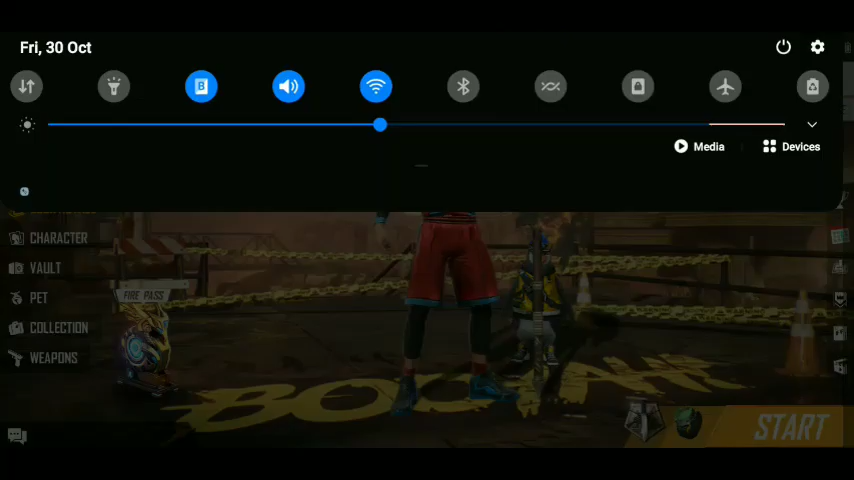 Fri, 30 Oct
Media
Devices
CHARACTER
VAULT
FIRE PASS
PET
COLLECTION
WEAPONS
BOOYAH
START